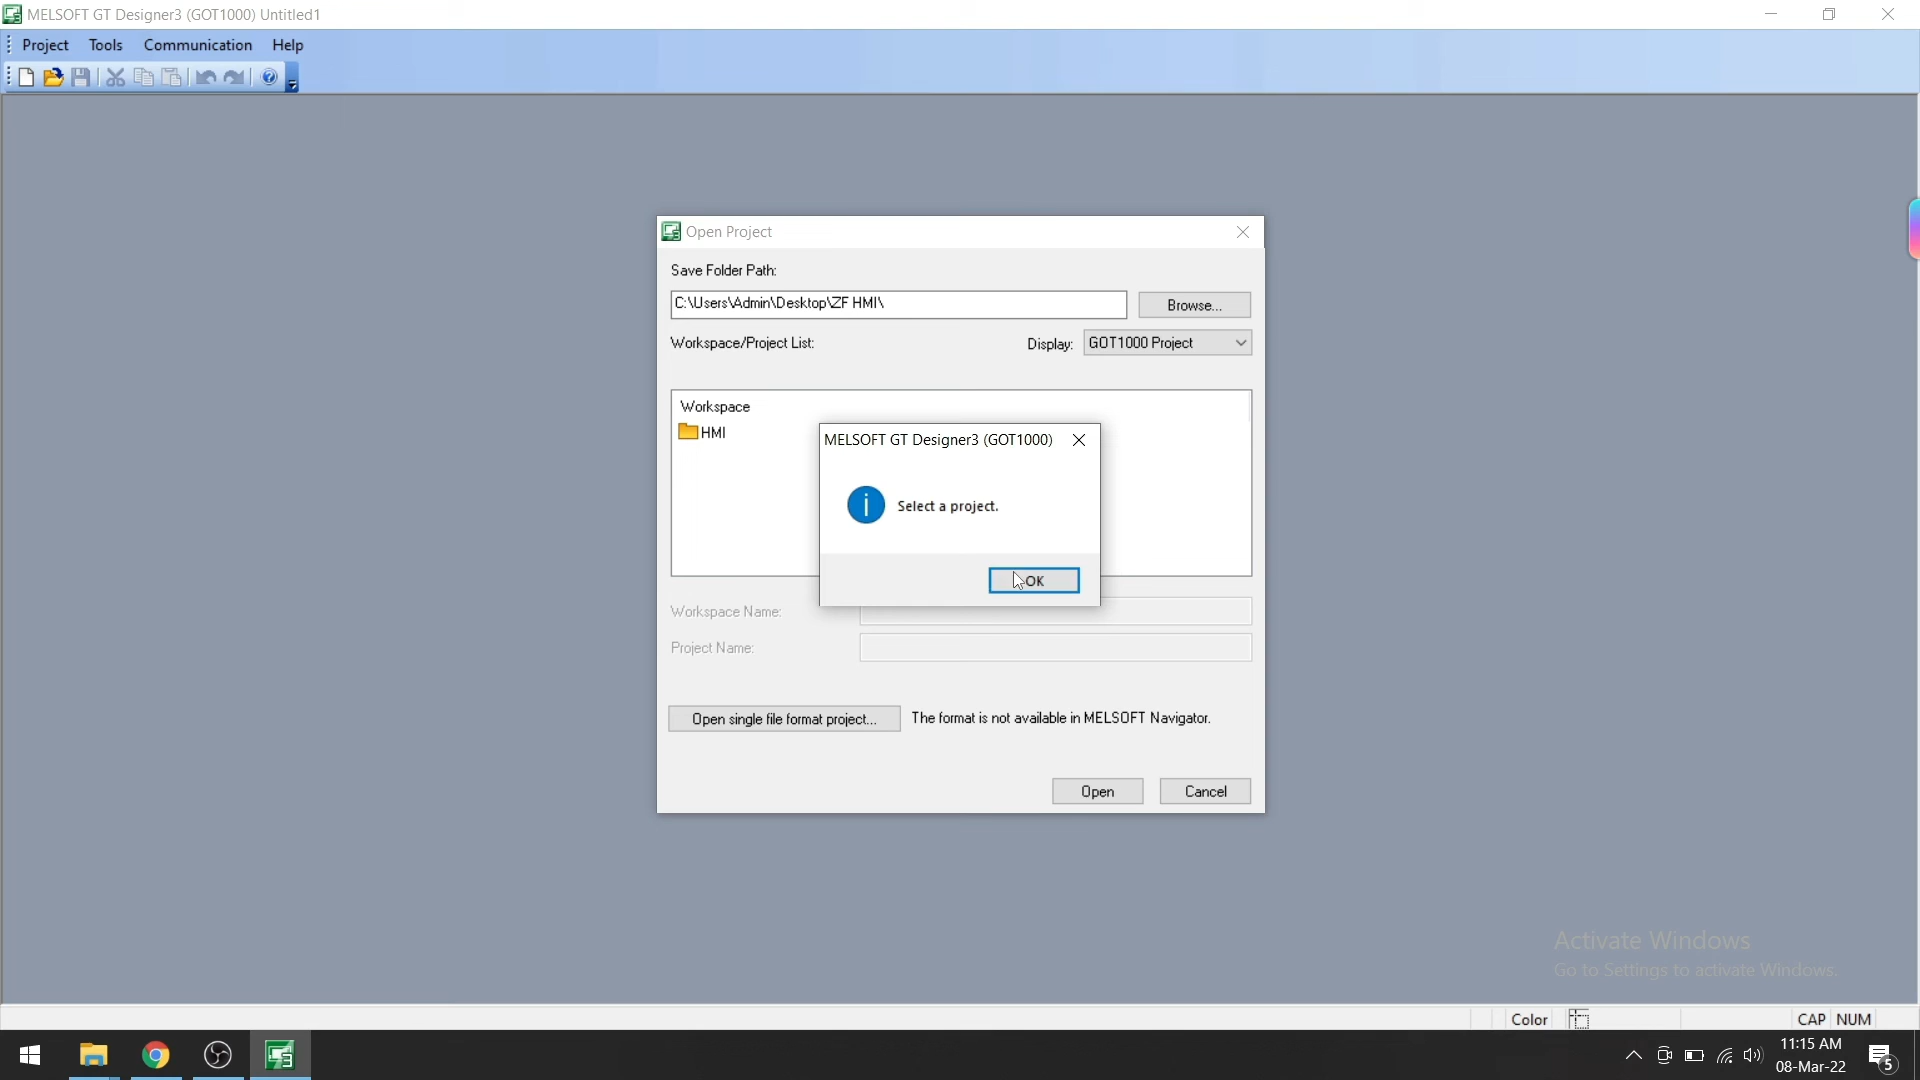 MELSOFT GT Designer3 (GOT1000) Untitled1
Project Tools Communication Help
Open Project
Save Folder Path:
C:\Users\Admin\Desktop\ZF HMI\ Browse...
Workspace/Project List: Display: GOT1000 Project
Workspace
HMI
MELSOFT GT Designer3 (GOT1000)
Select a project.
OK
Workspace Name:
Project Name:
Open single file format project... The format is not available in MELSOFT Navigator.
Open Cancel
Activate Windows
Go to Settings to activate Windows.
Color CAP NUM
11:15 AM
08-Mar-22
5